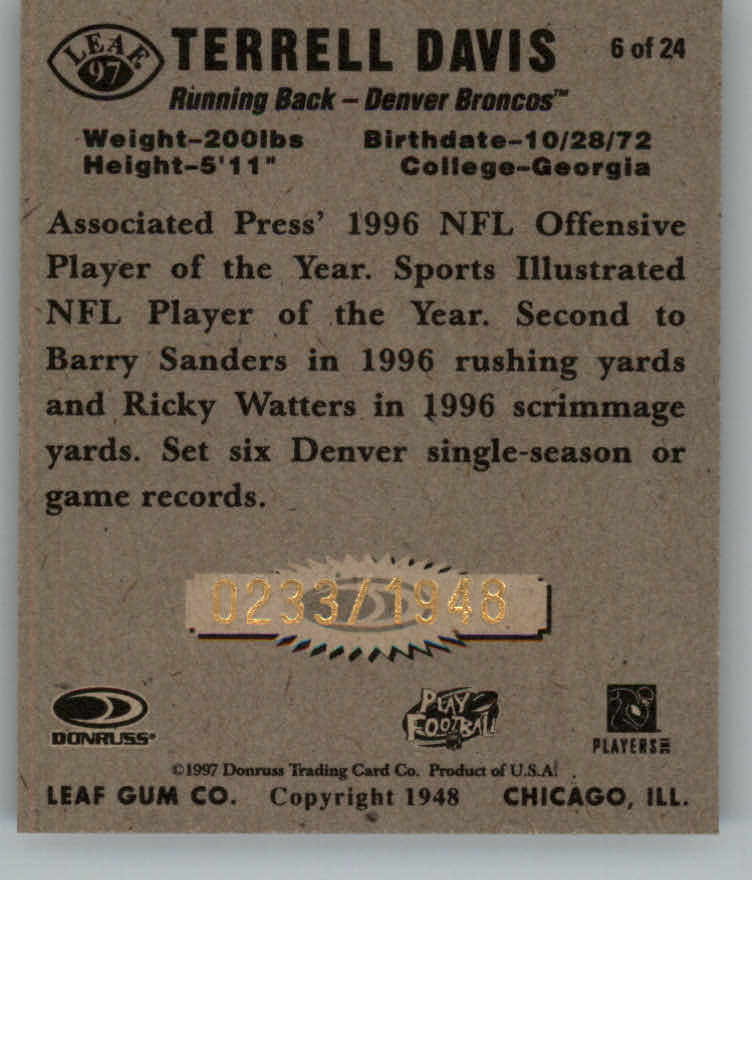 LEAF
97
TERRELL DAVIS 6 of 24
Running Back – Denver Broncos™
Weight–200lbs Birthdate–10/28/72
Height–5'11" College–Georgia
Associated Press' 1996 NFL Offensive
Player of the Year. Sports Illustrated
NFL Player of the Year. Second to
Barry Sanders in 1996 rushing yards
and Ricky Watters in 1996 scrimmage
yards. Set six Denver single-season or
game records.
0233/1948
DONRUSS®
PLAY
FOOTBALL
PLAYERS INC
©1997 Donruss Trading Card Co. Product of U.S.A.
LEAF GUM CO. Copyright 1948 CHICAGO, ILL.